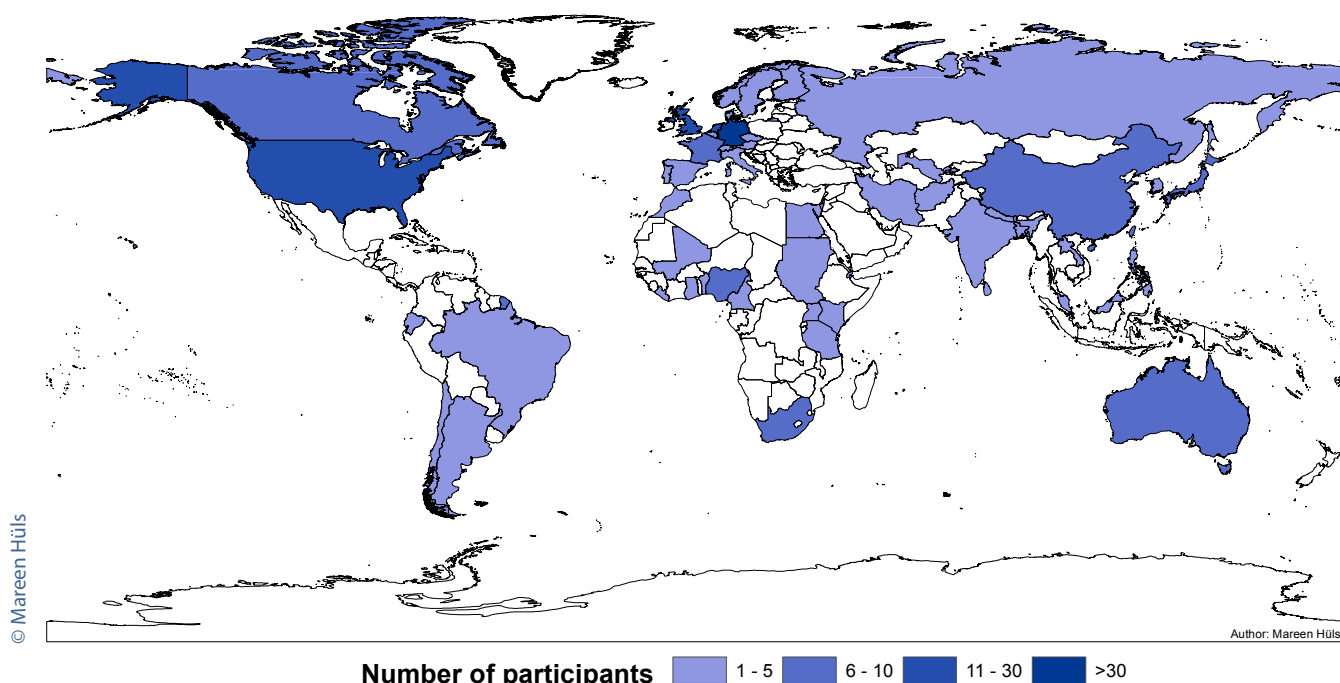 © Mareen Hüls
Author: Mareen Hüls
Number of participants 1 - 5 6 - 10 11 - 30 >30